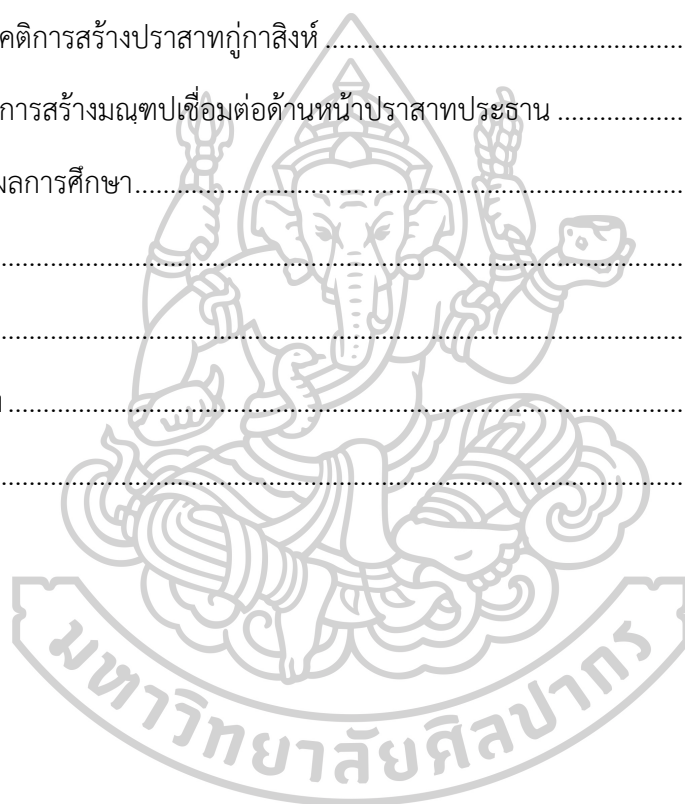 คติการสร้างปราสาทกู่กาสิงห์ ................................................................
การสร้างมณฑปเชื่อมต่อด้านหน้าปราสาทประธาน ......................
ผลการศึกษา.................................................................................................
................................................................................................................
................................................................................................................
................................................................................................................
................................................................................................................
มหาวิทยาลัยศิลปากร